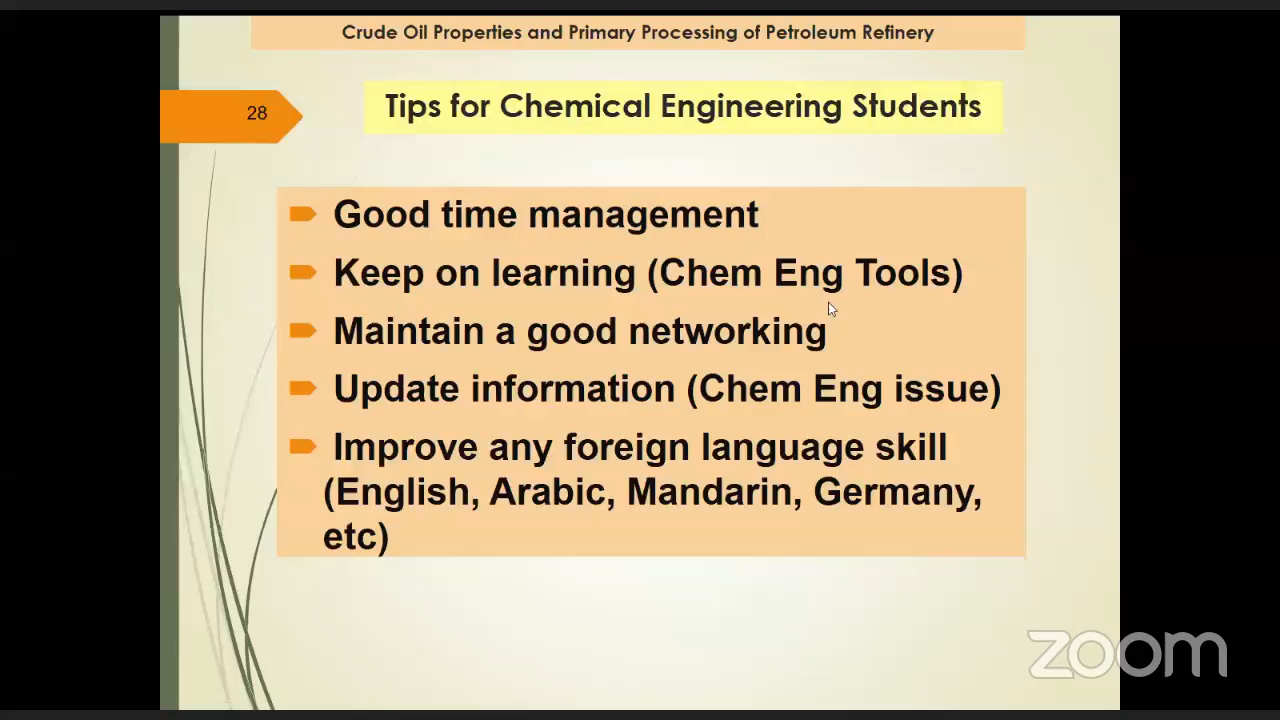 Crude Oil Properties and Primary Processing of Petroleum Refinery
28
Tips for Chemical Engineering Students
Good time management
Keep on learning (Chem Eng Tools)
Maintain a good networking
Update information (Chem Eng issue)
Improve any foreign language skill
(English, Arabic, Mandarin, Germany,
etc)
zoom